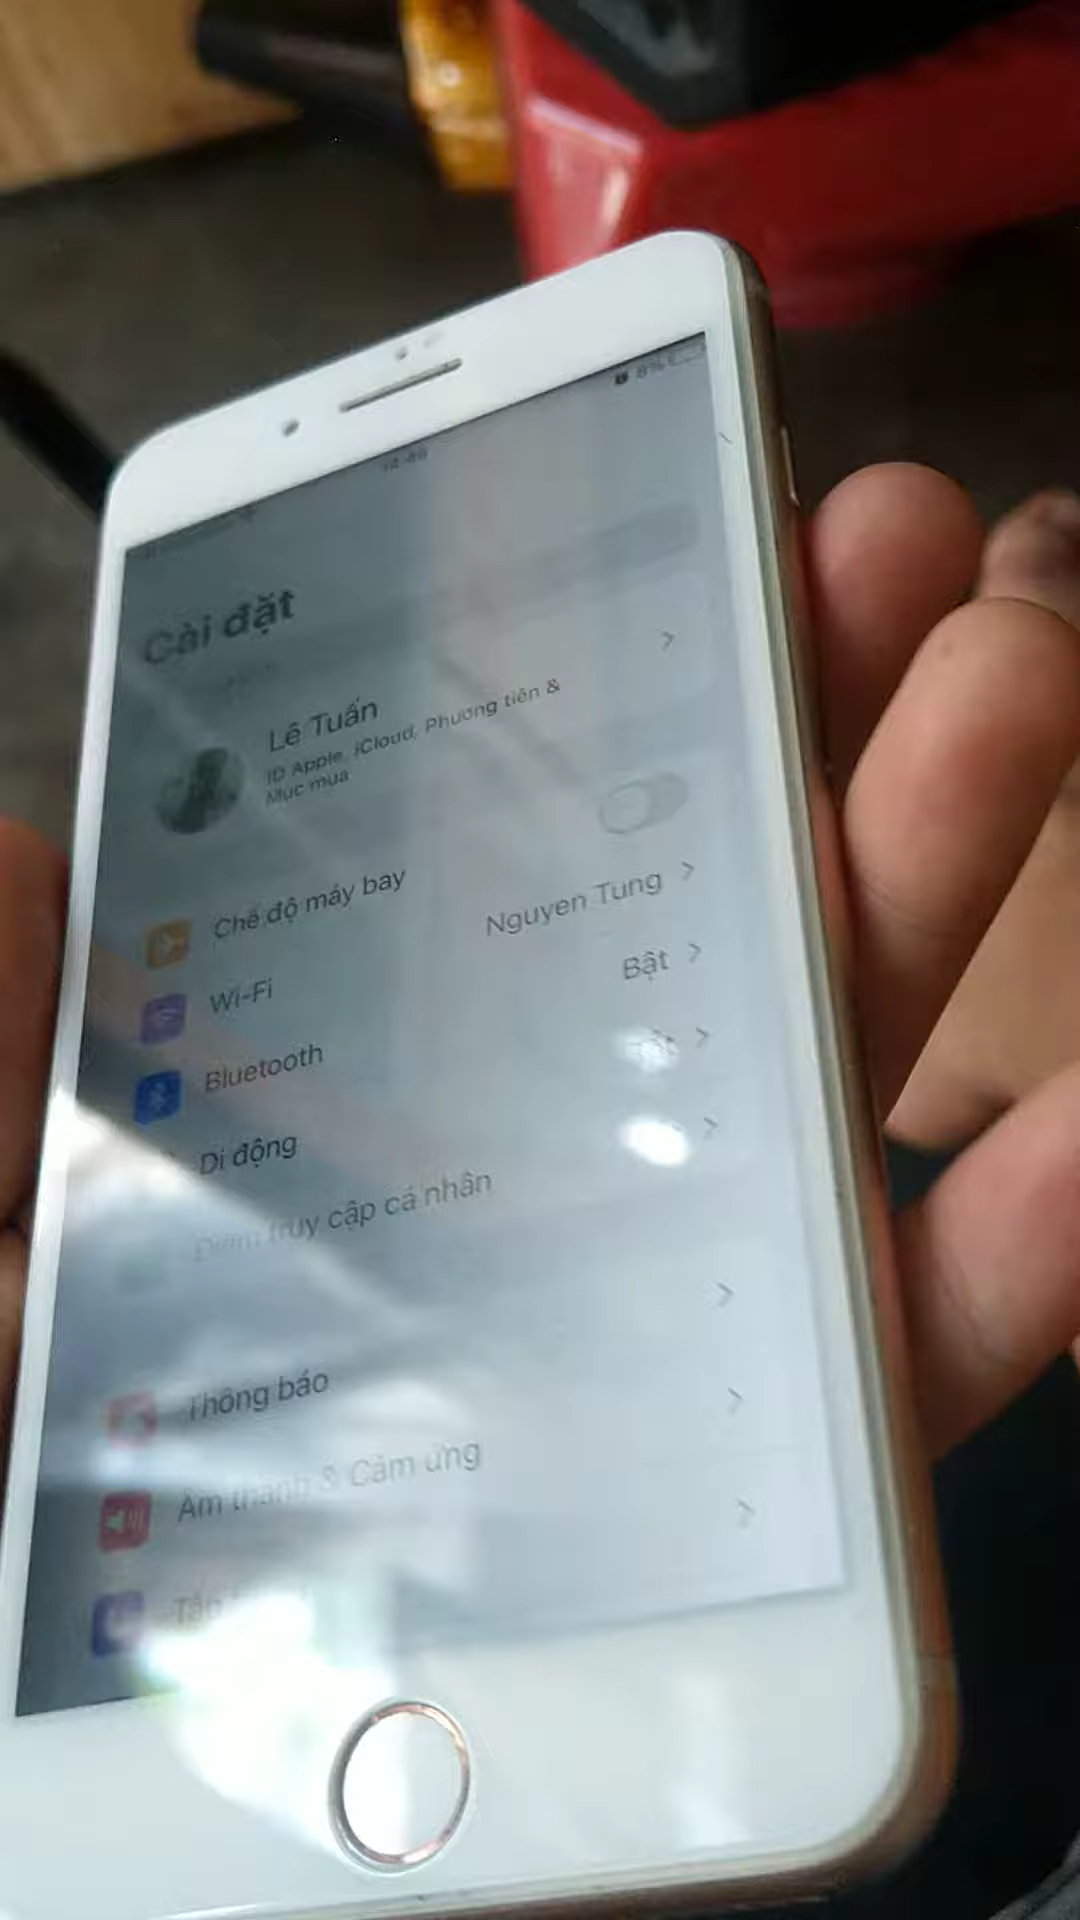 8%
Cài đặt
Lê Tuấn
ID Apple, iCloud, Phương tiện &
Mục mua
Chế độ máy bay
Wi-Fi
Nguyen Tung
Bluetooth
Bật
Di động
truy cập cá nhân
Thông báo
Âm thanh & Cảm ứng